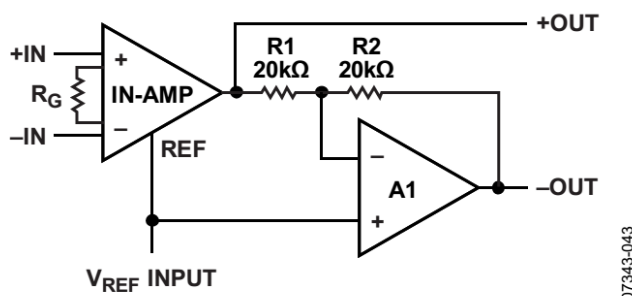 +OUT
R1
20kΩ
R2
20kΩ
+IN
+
IN-AMP
R_G
−
–IN
REF
−
A1
–OUT
+
V_REF INPUT
07343-043